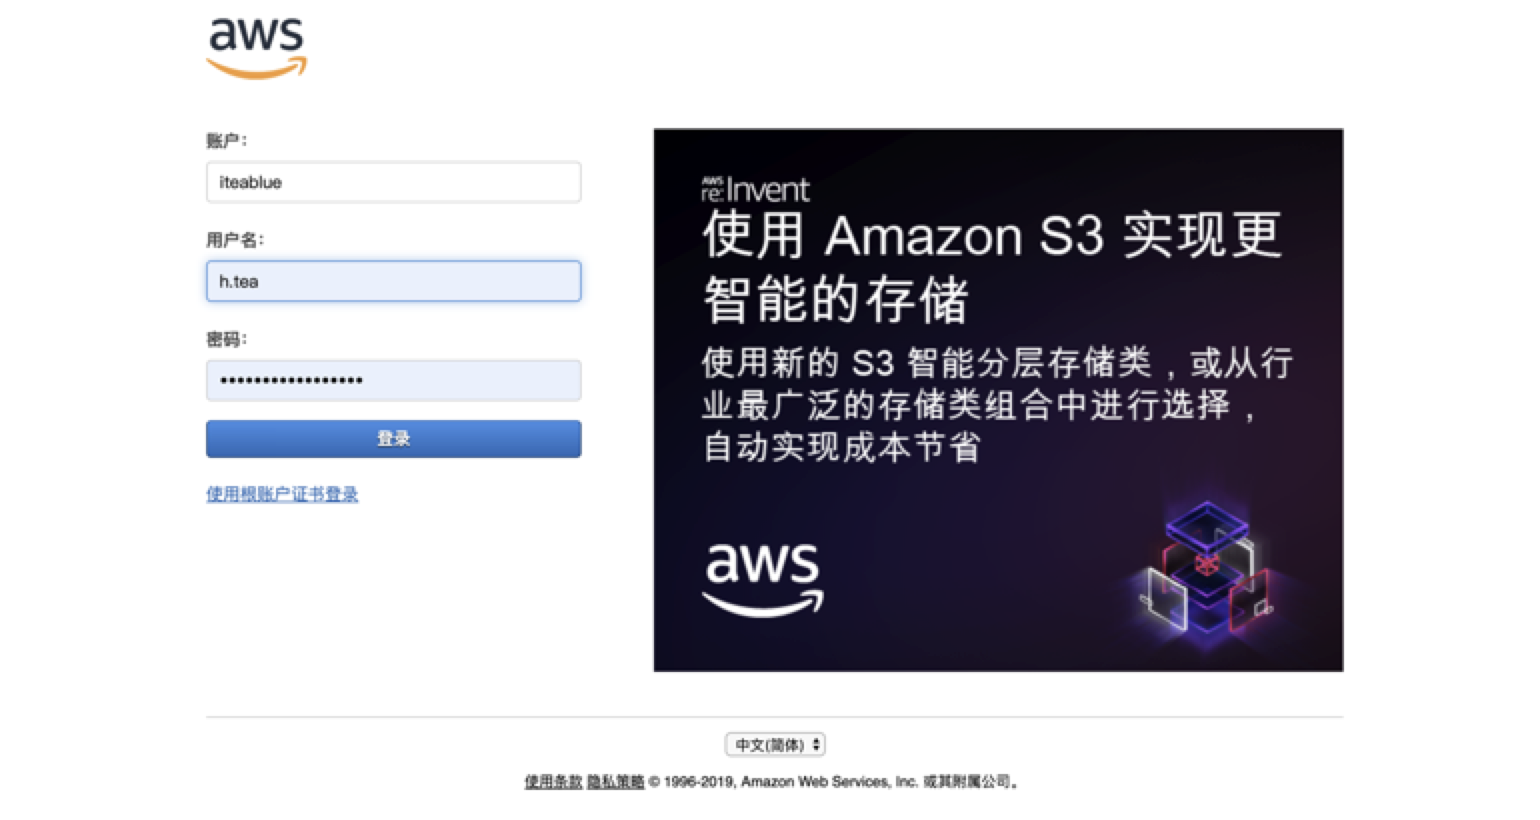 aws
账户：
iteablue
用户名：
h.tea
密码：
•••••••••••••••••
登录
使用根账户证书登录
AWS
re:Invent
使用 Amazon S3 实现更
智能的存储
使用新的 S3 智能分层存储类，或从行
业最广泛的存储类组合中进行选择，
自动实现成本节省
aws
中文(简体)
使用条款 隐私策略 © 1996-2019, Amazon Web Services, Inc. 或其附属公司。